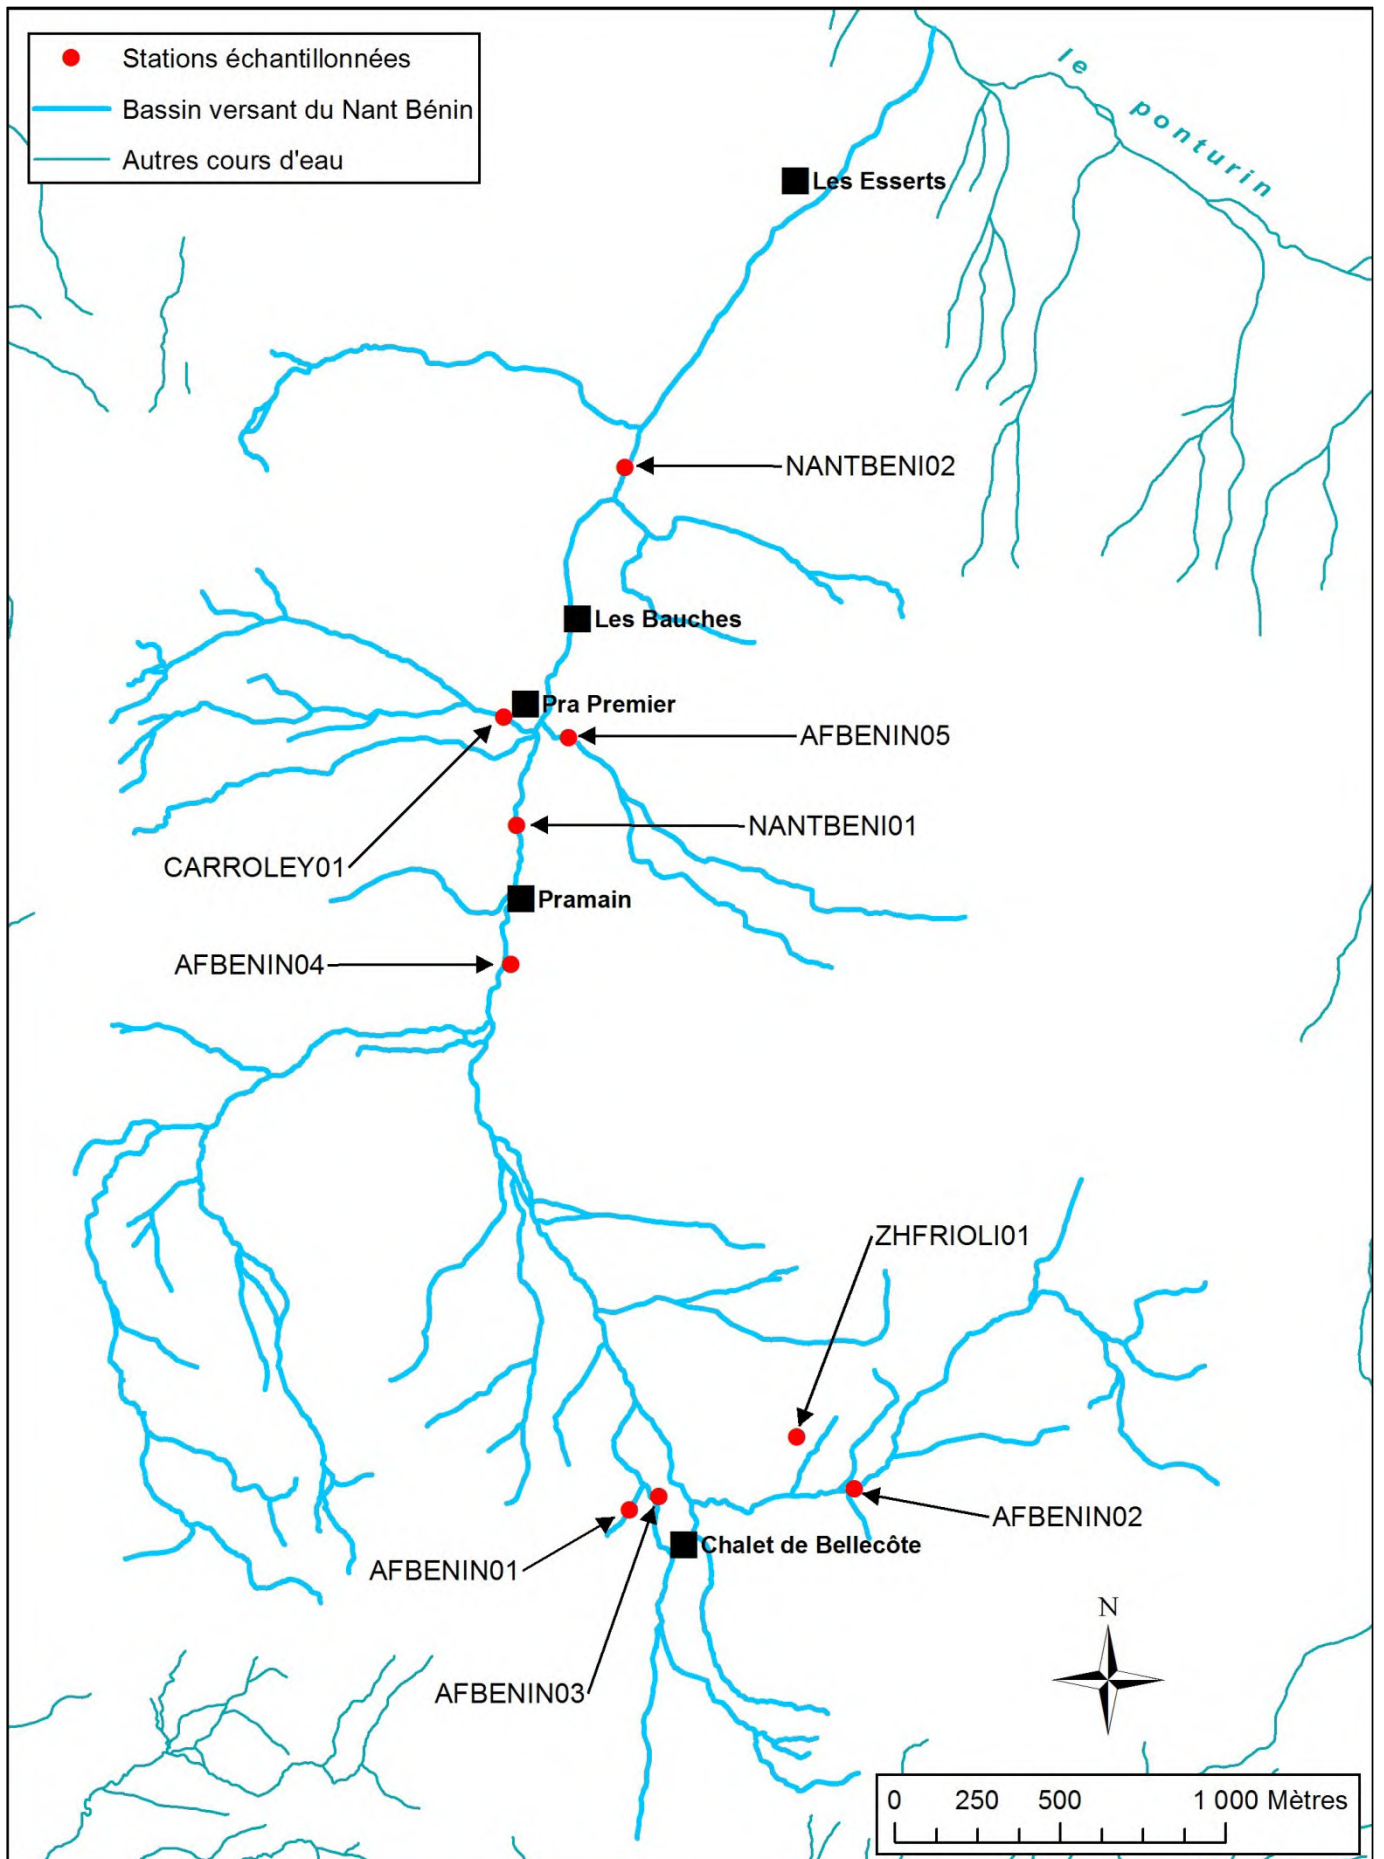 Stations échantillonnées
Bassin versant du Nant Bénin
Autres cours d'eau
le ponturin
Les Esserts
NANTBENI02
Les Bauches
Pra Premier
AFBENIN05
NANTBENI01
CARROLEY01
Pramain
AFBENIN04
ZHFRIOLI01
AFBENIN02
Chalet de Bellecôte
AFBENIN01
AFBENIN03
N
0 250 500 1 000 Mètres